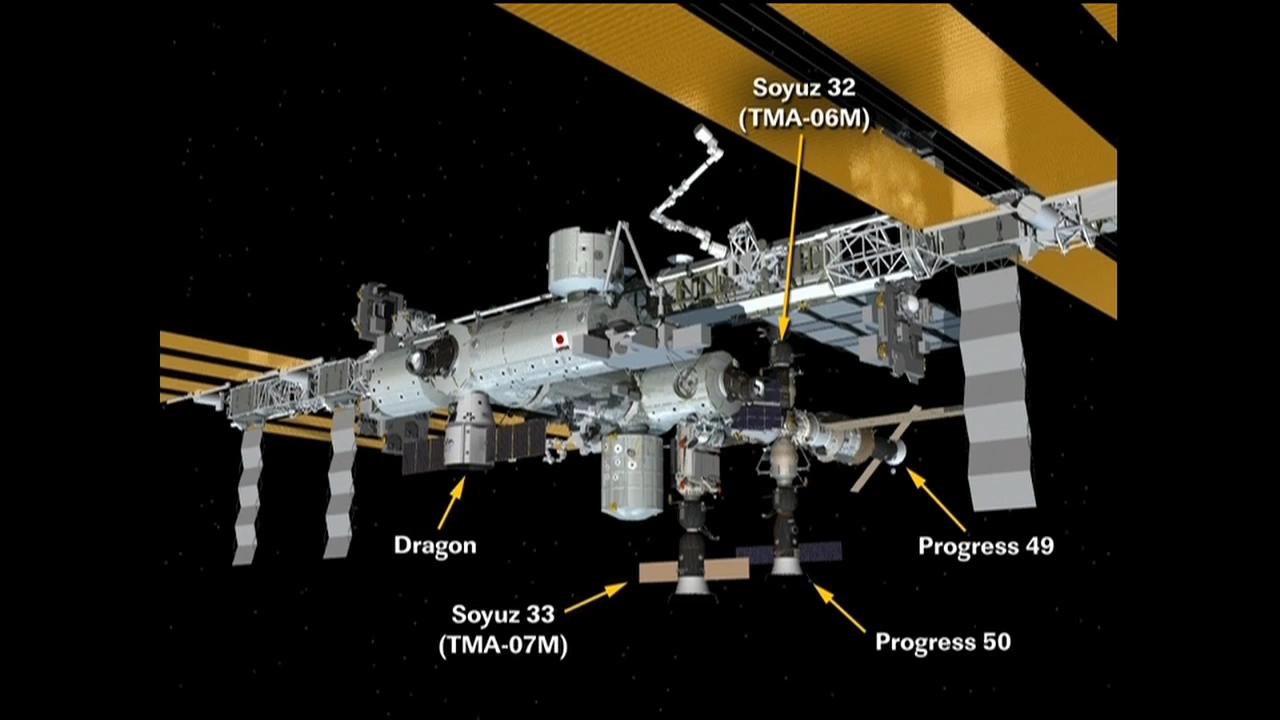 Soyuz 32
(TMA-06M)
Dragon
Progress 49
Soyuz 33
(TMA-07M)
Progress 50